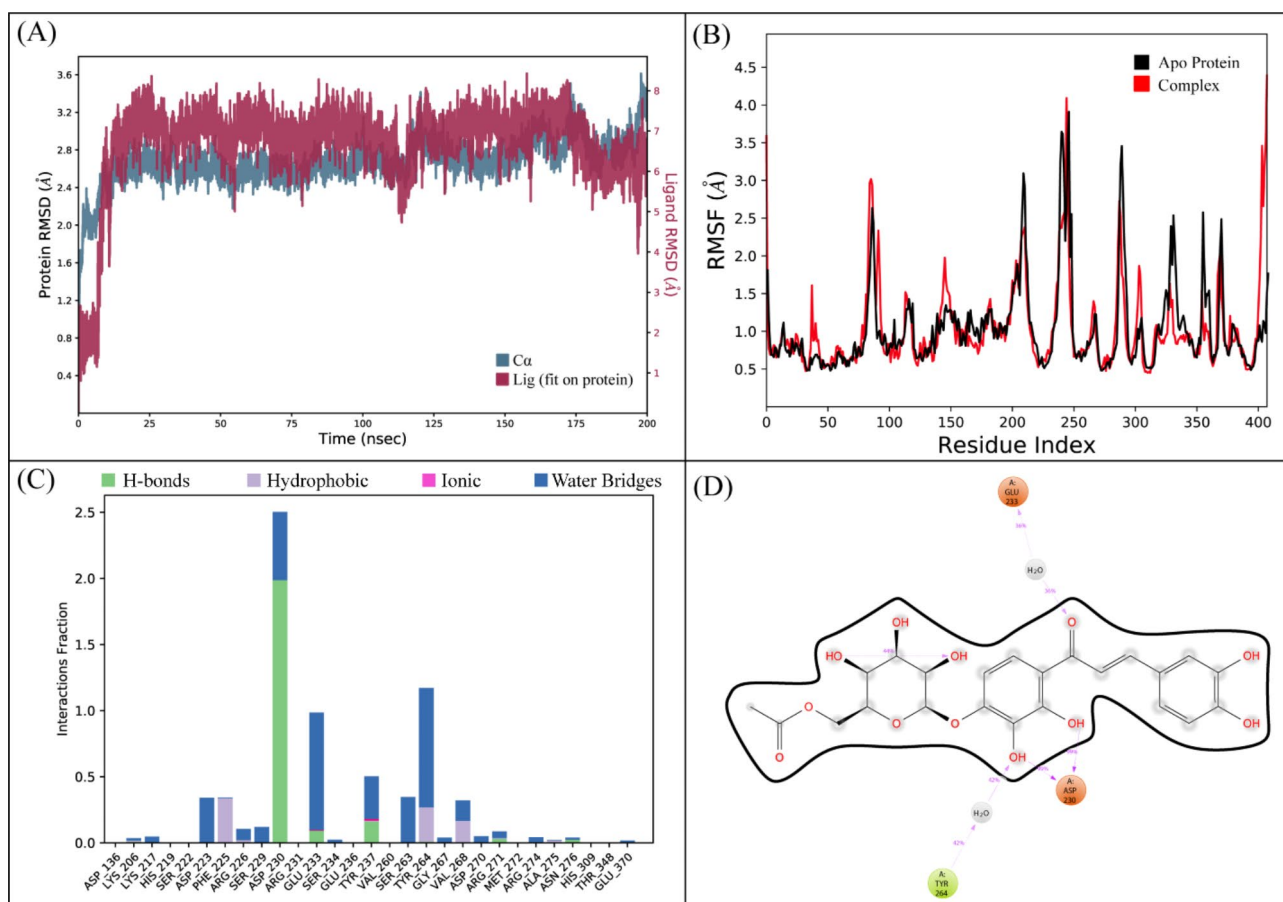 (A)
3.6
3.2
2.8
2.4
2.0
1.6
1.2
0.8
0.4
8
7
6
5
4
3
2
1
Protein RMSD (Å)
Ligand RMSD (Å)
Cα
Lig (fit on protein)
0 25 50 75 100 125 150 175 200
Time (nsec)
(B)
4.5
4.0
3.5
3.0
2.5
2.0
1.5
1.0
0.5
RMSF (Å)
Apo Protein
Complex
0 50 100 150 200 250 300 350 400
Residue Index
(C)
H-bonds Hydrophobic Ionic Water Bridges
2.5
2.0
1.5
1.0
0.5
0.0
Interactions Fraction
ASP_136
LYS_206
LYS_217
HIS_219
SER_222
ASP_223
PHE_225
ARG_226
SER_229
ASP_230
ARG_231
GLU_233
SER_234
GLU_236
TYR_237
VAL_260
SER_263
TYR_264
GLY_267
VAL_268
ASP_270
ARG_271
MET_272
ARG_274
ALA_275
ASN_276
HIS_309
THR_348
GLU_370
(D)
A:
GLU
233
36%
H₂O
36%
O
OH
HO
44%
OH
OH
O
O
O
O
OH
OH
OH
A:
ASP
230
42%
H₂O
42%
A:
TYR
264